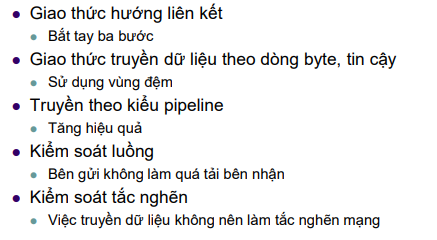 Giao thức hướng liên kết
Bắt tay ba bước
Giao thức truyền dữ liệu theo dòng byte, tin cậy
Sử dụng vùng đệm
Truyền theo kiểu pipeline
Tăng hiệu quả
Kiểm soát luồng
Bên gửi không làm quá tải bên nhận
Kiểm soát tắc nghẽn
Việc truyền dữ liệu không nên làm tắc nghẽn mạng